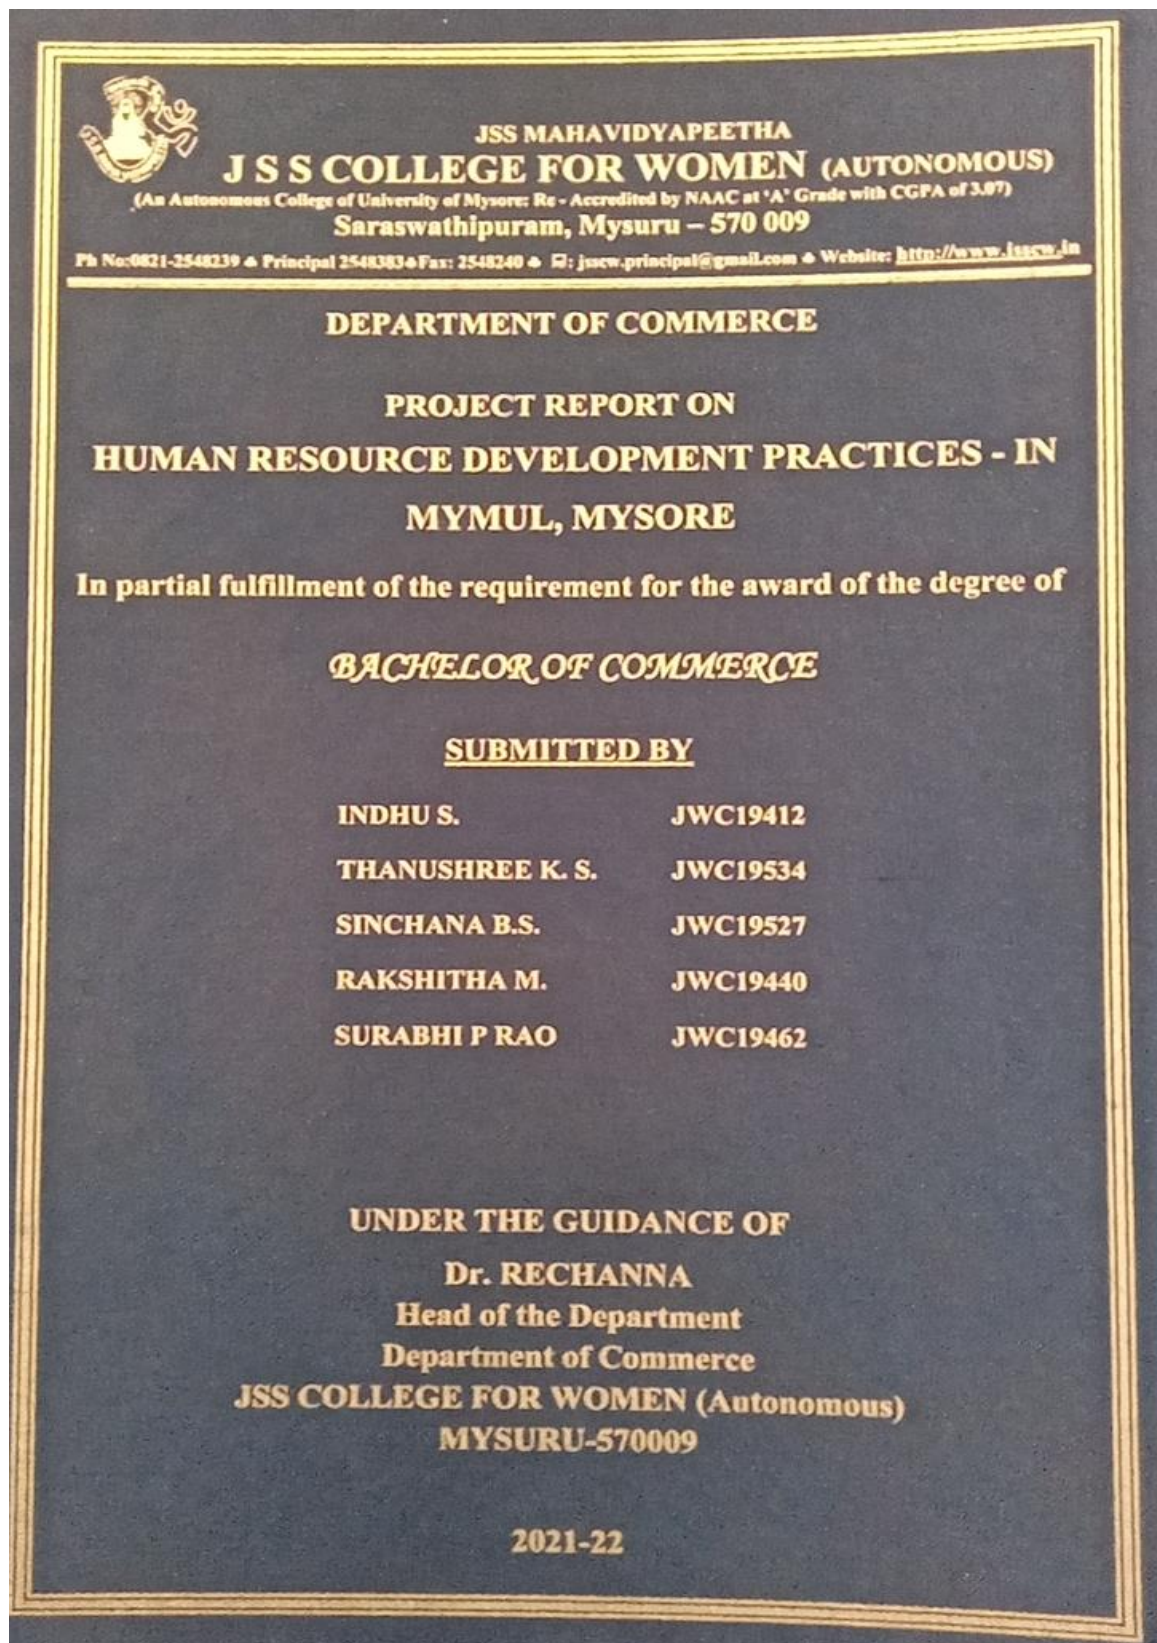 JSS MAHAVIDYAPEETHA
J S S COLLEGE FOR WOMEN (AUTONOMOUS)
(An Autonomous College of University of Mysore; Re - Accredited by NAAC at 'A' Grade with CGPA of 3.07)
Saraswathipuram, Mysuru – 570 009
Ph No:0821-2548239 ♣ Principal 2548383♣Fax: 2548240 ♣ : jsscw.principal@gmail.com ♣ Website: http://www.jsscw.in
DEPARTMENT OF COMMERCE
PROJECT REPORT ON
HUMAN RESOURCE DEVELOPMENT PRACTICES - IN
MYMUL, MYSORE
In partial fulfillment of the requirement for the award of the degree of
BACHELOR OF COMMERCE
SUBMITTED BY
INDHU S. JWC19412
THANUSHREE K. S. JWC19534
SINCHANA B.S. JWC19527
RAKSHITHA M. JWC19440
SURABHI P RAO JWC19462
UNDER THE GUIDANCE OF
Dr. RECHANNA
Head of the Department
Department of Commerce
JSS COLLEGE FOR WOMEN (Autonomous)
MYSURU-570009
2021-22